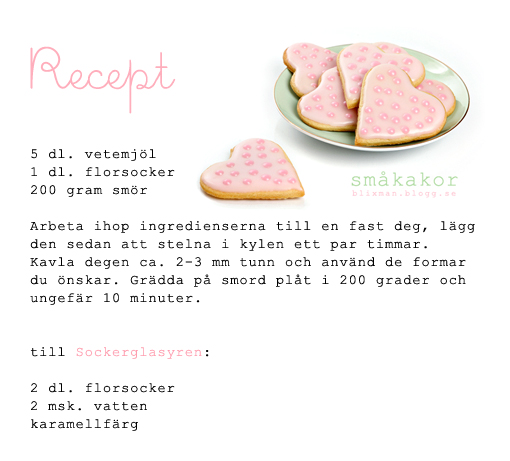 Recept
5 dl. vetemjöl
1 dl. florsocker
200 gram smör
småkakor
blixman.blogg.se
Arbeta ihop ingredienserna till en fast deg, lägg
den sedan att stelna i kylen ett par timmar.
Kavla degen ca. 2-3 mm tunn och använd de formar
du önskar. Grädda på smord plåt i 200 grader och
ungefär 10 minuter.
till Sockerglasyren:
2 dl. florsocker
2 msk. vatten
karamellfärg